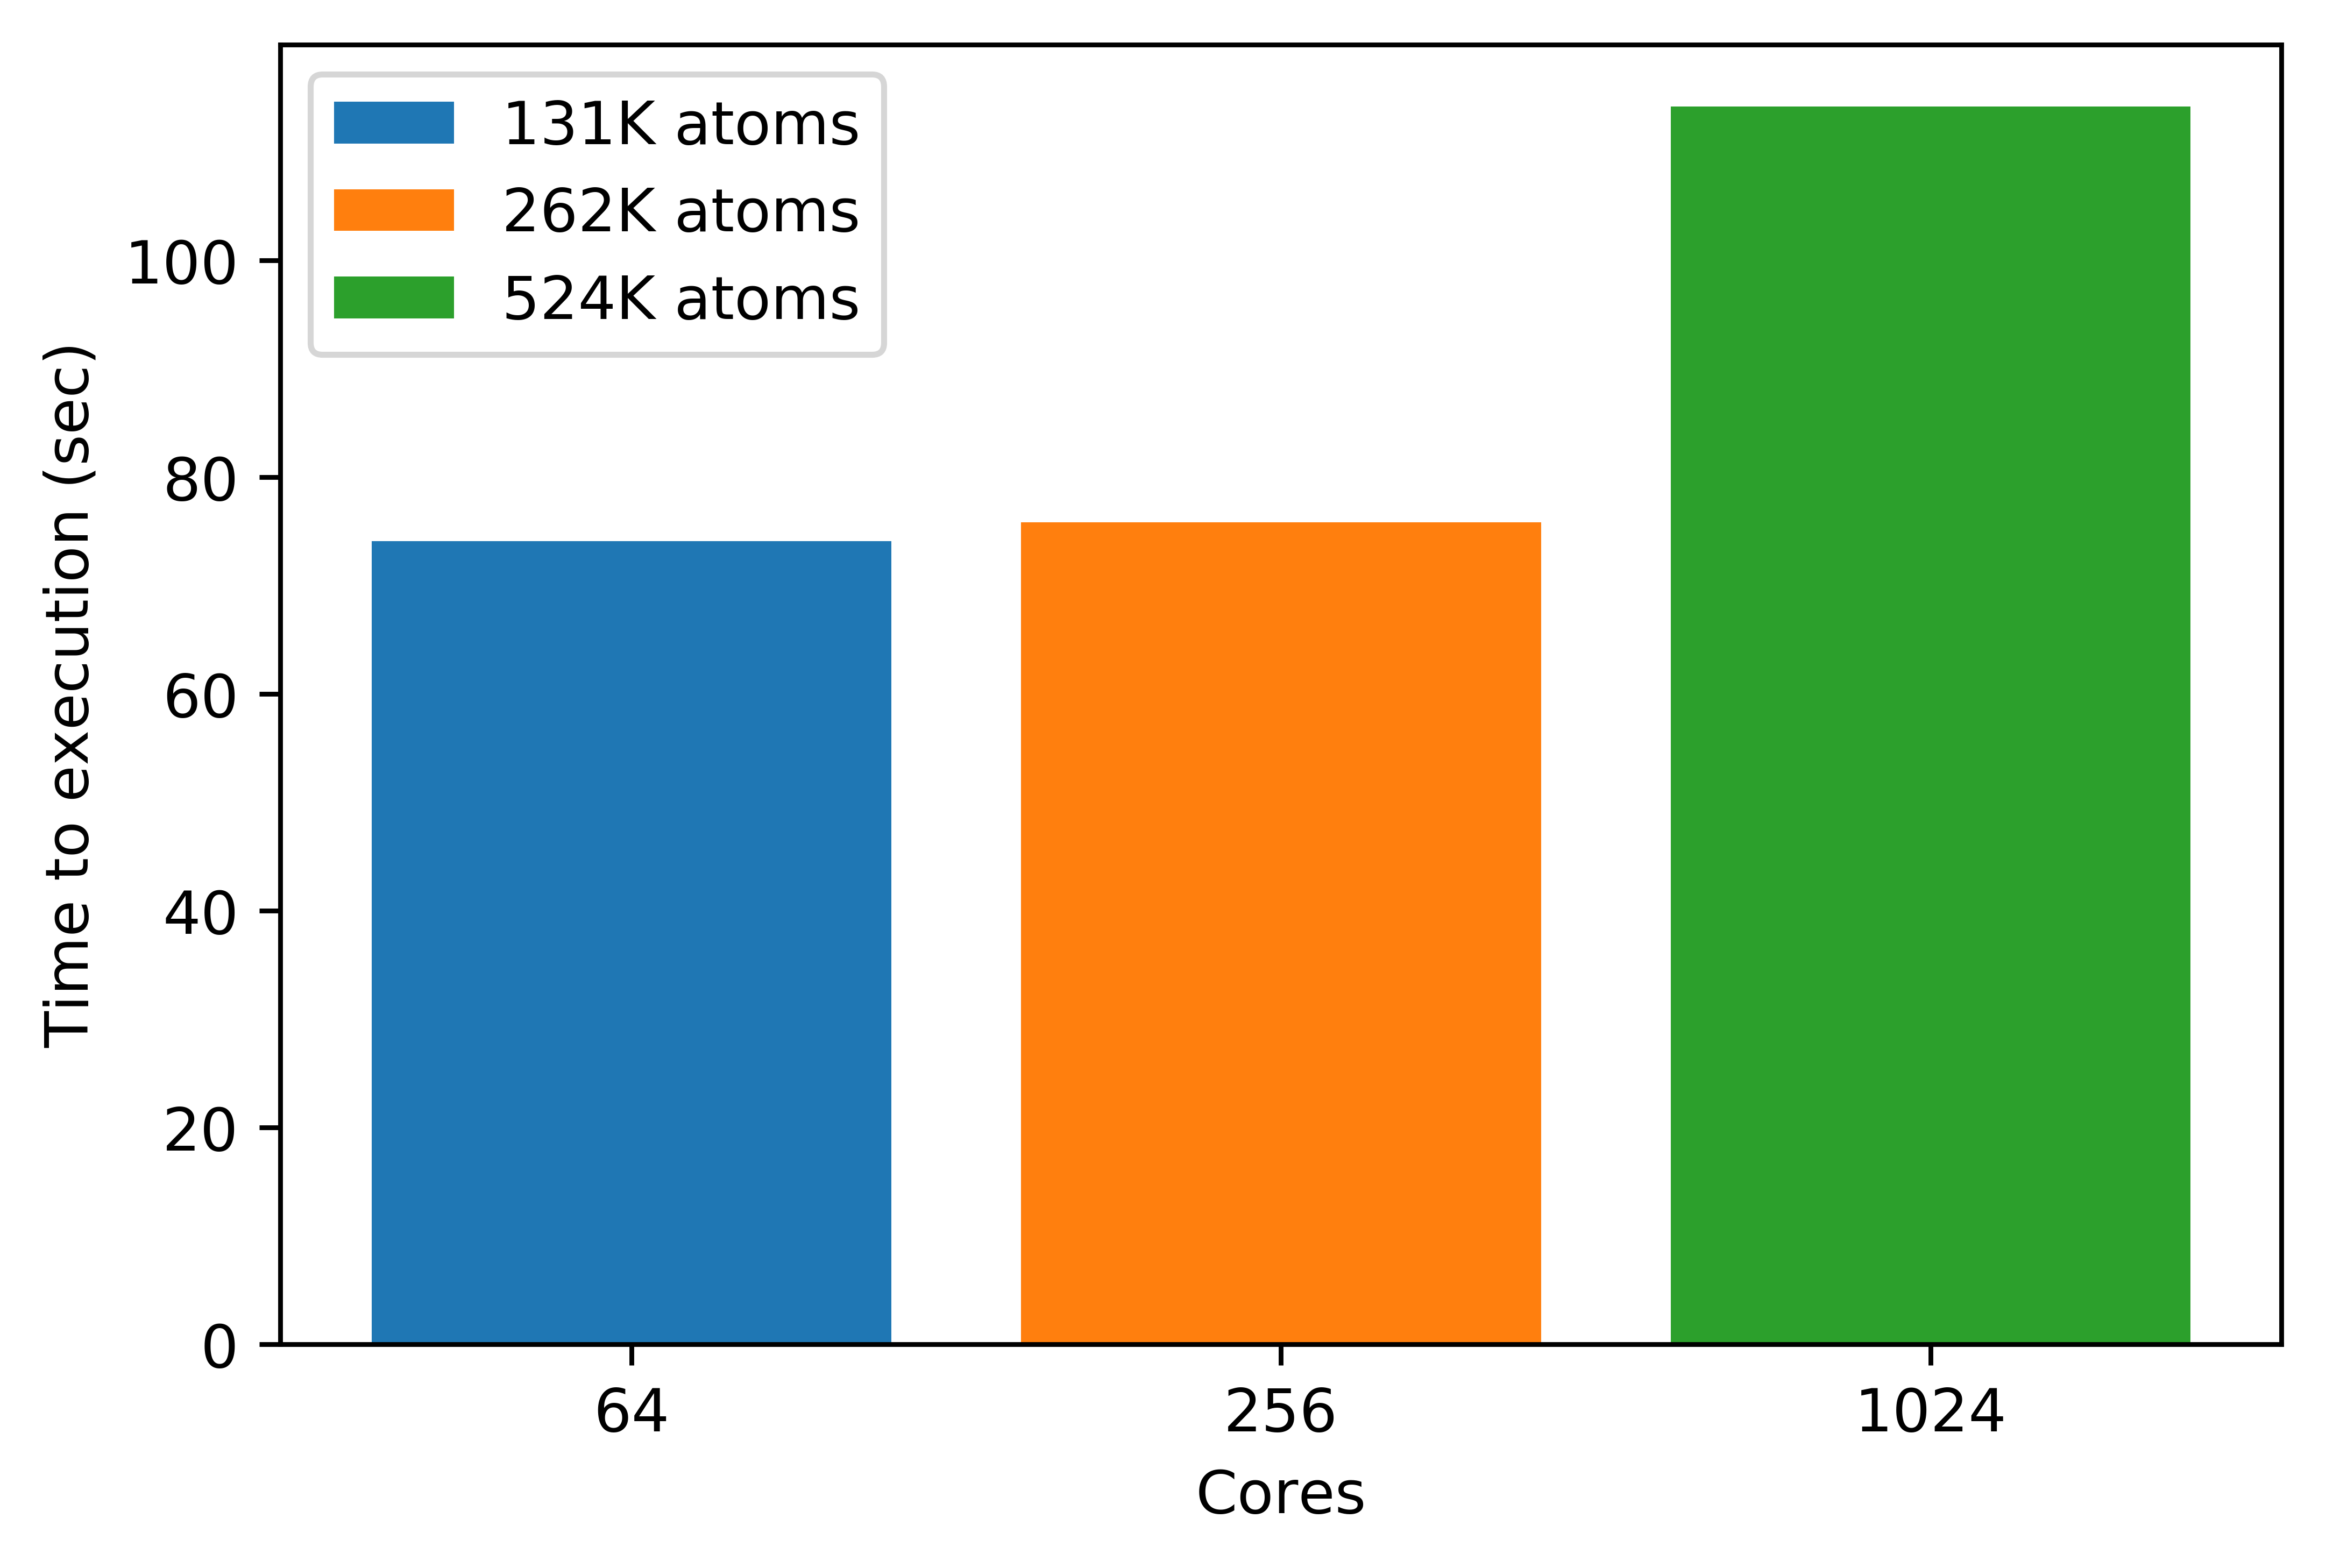 131K atoms
262K atoms
524K atoms
Time to execution (sec)
100
80
60
40
20
0
64
256
1024
Cores